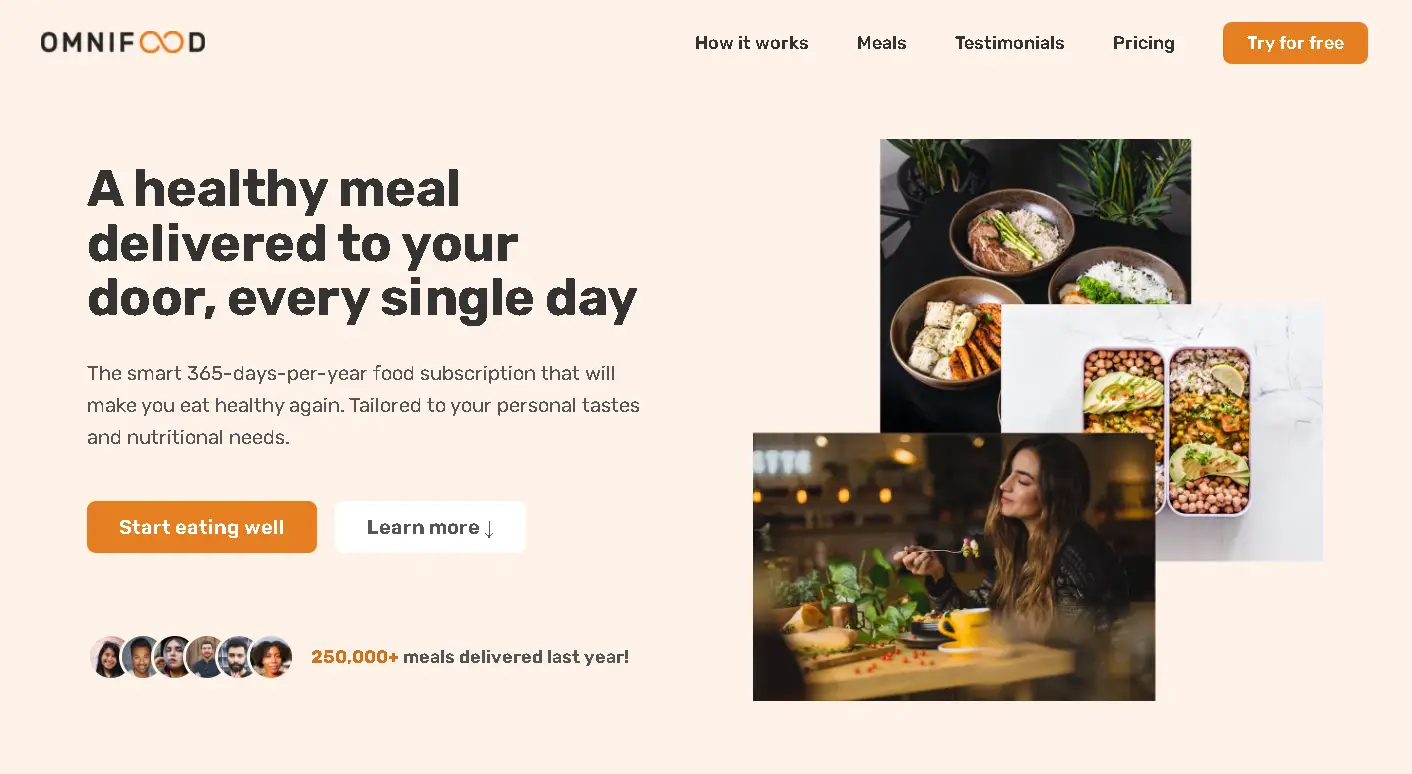 OMNIFOOD
How it works
Meals
Testimonials
Pricing
Try for free
A healthy meal
delivered to your
door, every single day
The smart 365-days-per-year food subscription that will
make you eat healthy again. Tailored to your personal tastes
and nutritional needs.
Start eating well
Learn more ↓
250,000+ meals delivered last year!